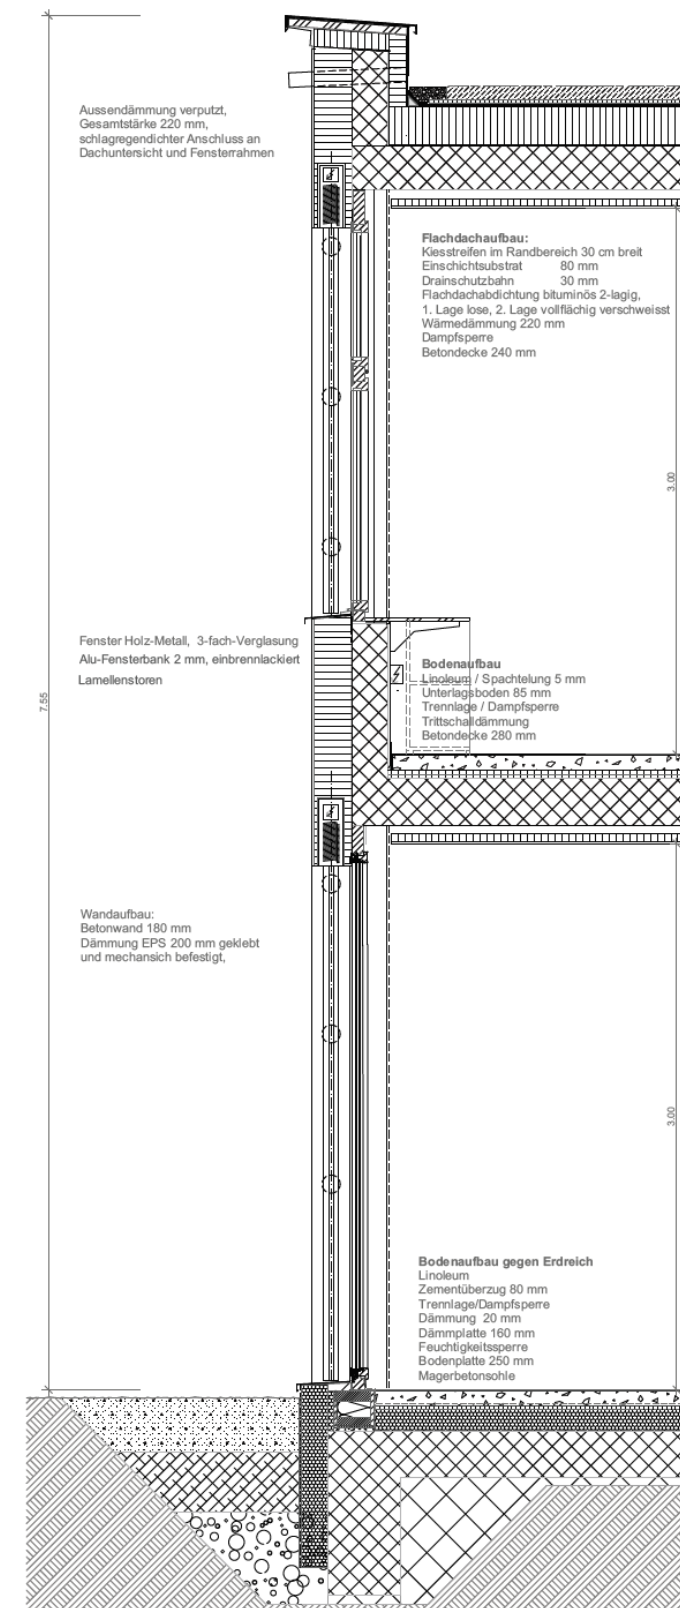 Aussendämmung verputzt,
Gesamtstärke 220 mm,
schlagregendichter Anschluss an
Dachuntersicht und Fensterrahmen
Flachdachaufbau:
Kiesstreifen im Randbereich 30 cm breit
Einschichtsubstrat 80 mm
Drainschutzbahn 30 mm
Flachdachabdichtung bituminös 2-lagig,
1. Lage lose, 2. Lage vollflächig verschweisst
Wärmedämmung 220 mm
Dampfsperre
Betondecke 240 mm
3.00
Fenster Holz-Metall, 3-fach-Verglasung
Alu-Fensterbank 2 mm, einbrennlackiert
Lamellenstoren
7.55
Bodenaufbau
Linoleum / Spachtelung 5 mm
Unterlagsboden 85 mm
Trennlage / Dampfsperre
Trittschalldämmung
Betondecke 280 mm
Wandaufbau:
Betonwand 180 mm
Dämmung EPS 200 mm geklebt
und mechansich befestigt,
3.00
Bodenaufbau gegen Erdreich
Linoleum
Zementüberzug 80 mm
Trennlage/Dampfsperre
Dämmung 20 mm
Dämmplatte 160 mm
Feuchtigkeitssperre
Bodenplatte 250 mm
Magerbetonsohle